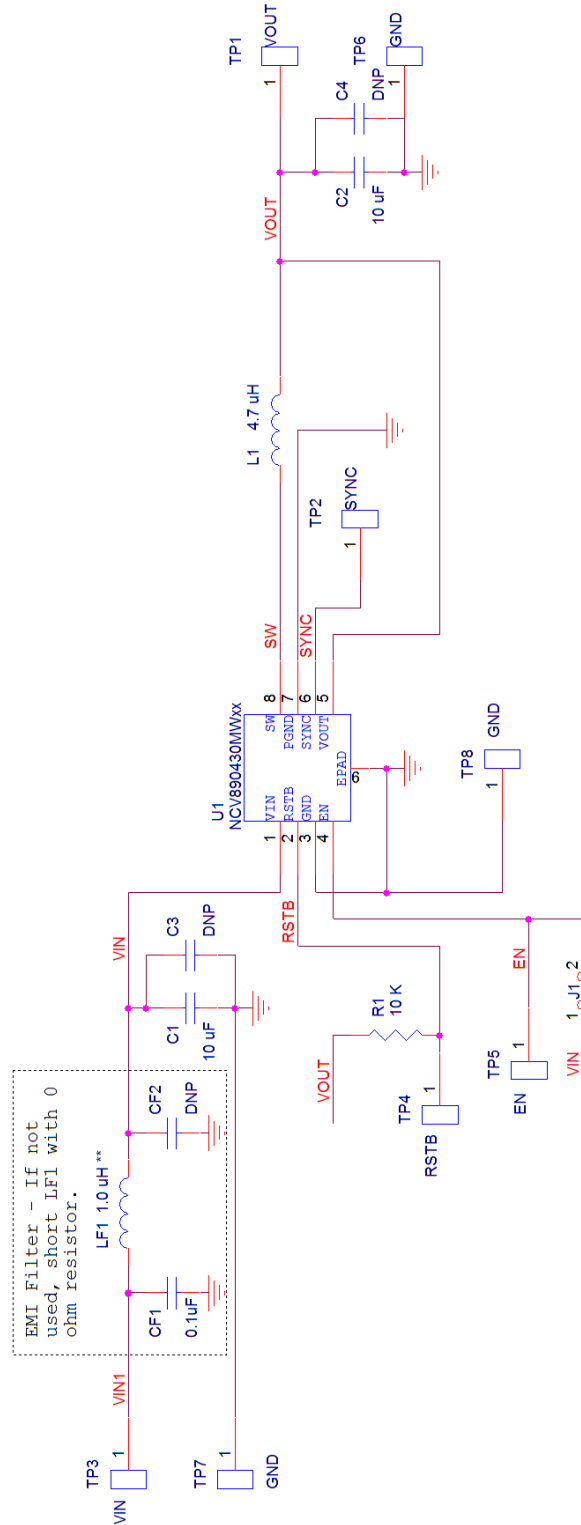 EMI Filter - If not
used, short LF1 with 0
ohm resistor.
TP3
VIN
1
VIN1
CF1
0.1uF
LF1 1.0 uH **
CF2
DNP
TP7
GND
1
C1
10 uF
C3
DNP
VIN
U1
NCV890430MWxx
1
2
3
4
VIN
RSTB
GND
EN
EPAD
6
SW
PGND
SYNC
VOUT
8
7
6
5
RSTB
VOUT
R1
10 K
TP4
RSTB
1
TP5
EN
1
EN
VIN
1
J1
2
TP8
GND
1
SW
SYNC
TP2
SYNC
1
L1 4.7 uH
VOUT
C2
10 uF
C4
DNP
TP1
VOUT
1
TP6
GND
1